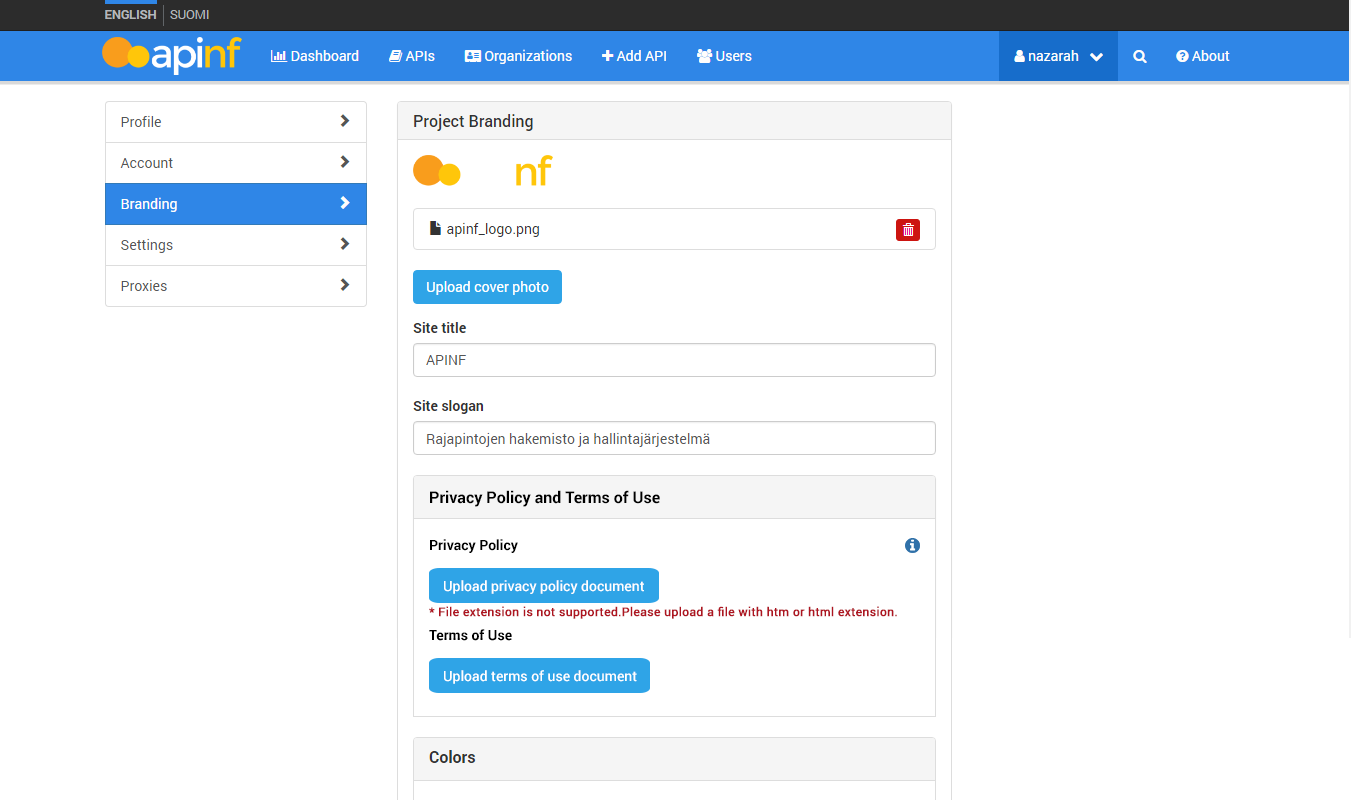 ENGLISH SUOMI
apinf Dashboard APIs Organizations Add API Users nazarah About
Profile
Account
Branding
Settings
Proxies
Project Branding
nf
apinf_logo.png
Upload cover photo
Site title
APINF
Site slogan
Rajapintojen hakemisto ja hallintajärjestelmä
Privacy Policy and Terms of Use
Privacy Policy
Upload privacy policy document
* File extension is not supported.Please upload a file with htm or html extension.
Terms of Use
Upload terms of use document
Colors